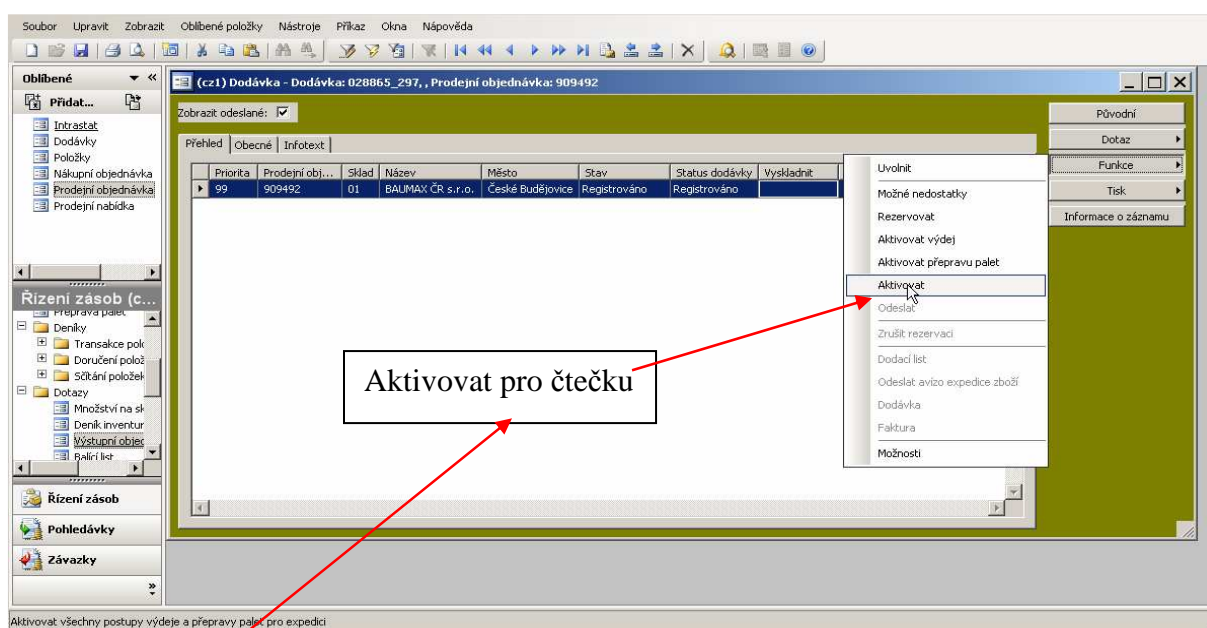 Soubor Upravit Zobrazit Oblíbené položky Nástroje Příkaz Okna Nápověda
Oblíbené
Přidat...
Intrastat
Dodávky
Položky
Nákupní objednávka
Prodejní objednávka
Prodejní nabídka
Řízení zásob (c...
Přeprava palet
Deníky
Transakce polo
Doručení polož
Sčítání položek
Dotazy
Množství na sk
Deník inventur
Výstupní objec
Balící list
Řízení zásob
Pohledávky
Závazky
(cz1) Dodávka - Dodávka: 028865_297, , Prodejní objednávka: 909492
Zobrazit odeslané:
Přehled Obecné Infotext
Priorita Prodejní obj... Sklad Název Město Stav Status dodávky Vyskladnit
99 909492 01 BAUMAX ČR s.r.o. České Budějovice Registrováno Registrováno
Aktivovat pro čtečku
Uvolnit
Možné nedostatky
Rezervovat
Aktivovat výdej
Aktivovat přepravu palet
Aktivovat
Odeslat
Zrušit rezervaci
Dodací list
Odeslat avízo expedice zboží
Dodávka
Faktura
Možnosti
Původní
Dotaz
Funkce
Tisk
Informace o záznamu
Aktivovat všechny postupy výdeje a přepravy palet pro expedici